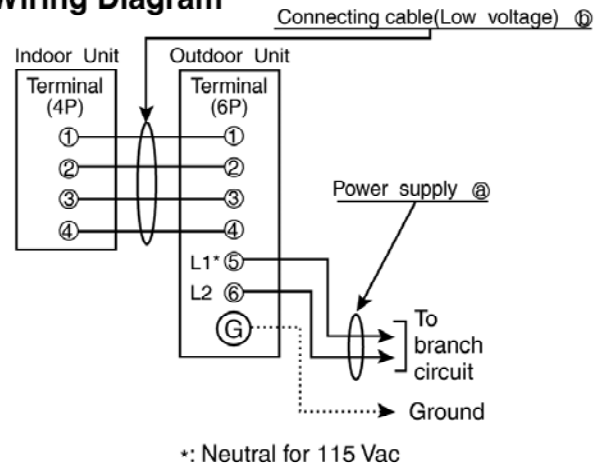 Wiring Diagram
Connecting cable(Low voltage) ⓑ
Indoor Unit
Outdoor Unit
Terminal
(4P)
Terminal
(6P)
① ①
② ②
③ ③
④ ④
Power supply ⓐ
L1* ⑤
L2 ⑥
G
To
branch
circuit
Ground
*: Neutral for 115 Vac